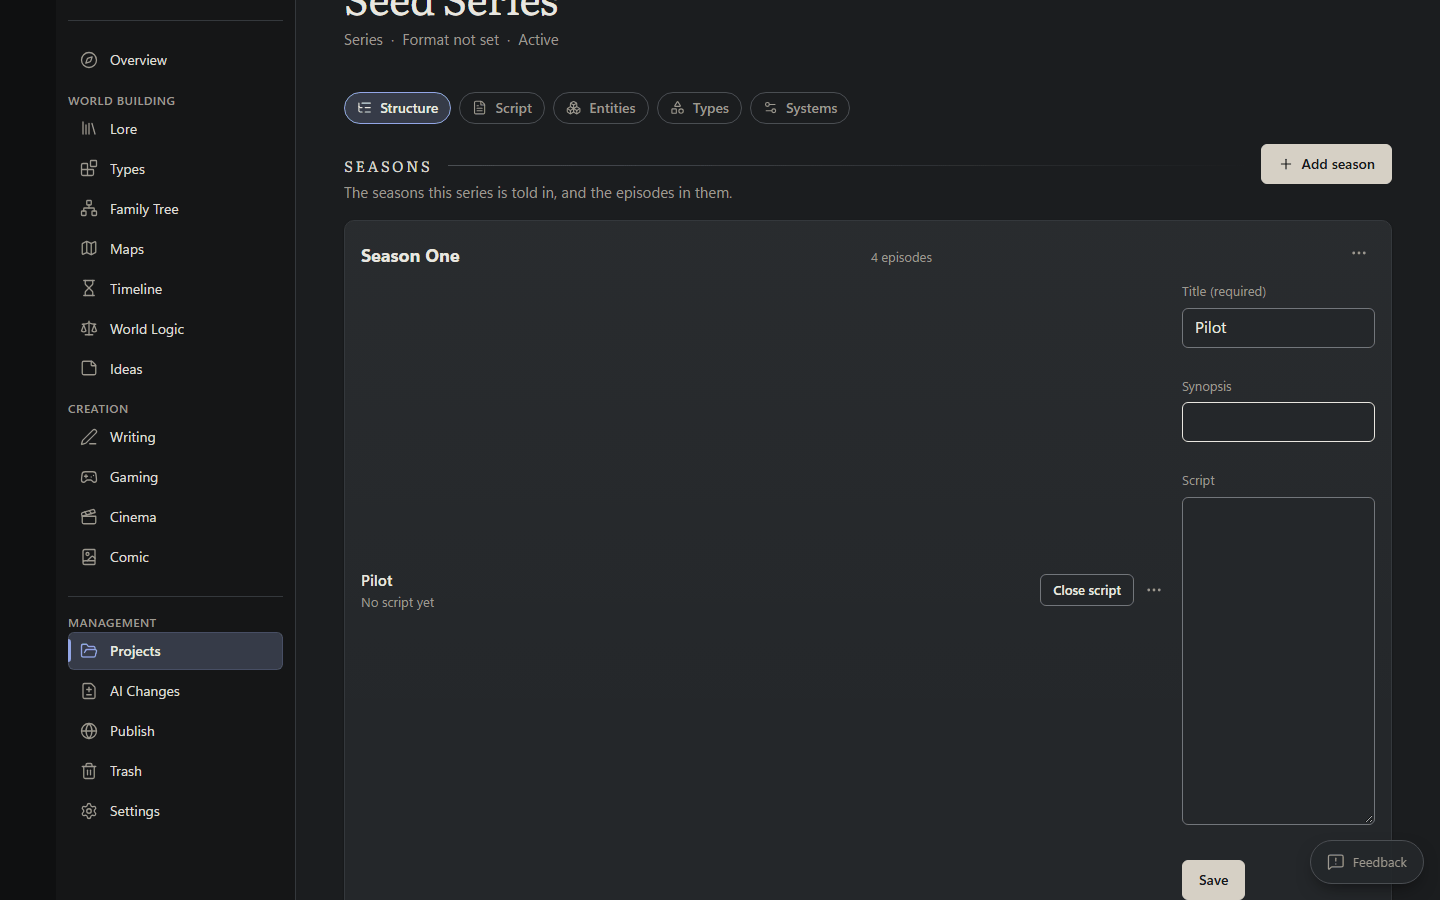 Seed Series
Series · Format not set · Active
Overview
WORLD BUILDING
Lore
Types
Family Tree
Maps
Timeline
World Logic
Ideas
CREATION
Writing
Gaming
Cinema
Comic
MANAGEMENT
Projects
AI Changes
Publish
Trash
Settings
Structure
Script
Entities
Types
Systems
SEASONS
Add season
The seasons this series is told in, and the episodes in them.
Season One
4 episodes
Pilot
No script yet
Close script
Title (required)
Pilot
Synopsis
Script
Save
Feedback